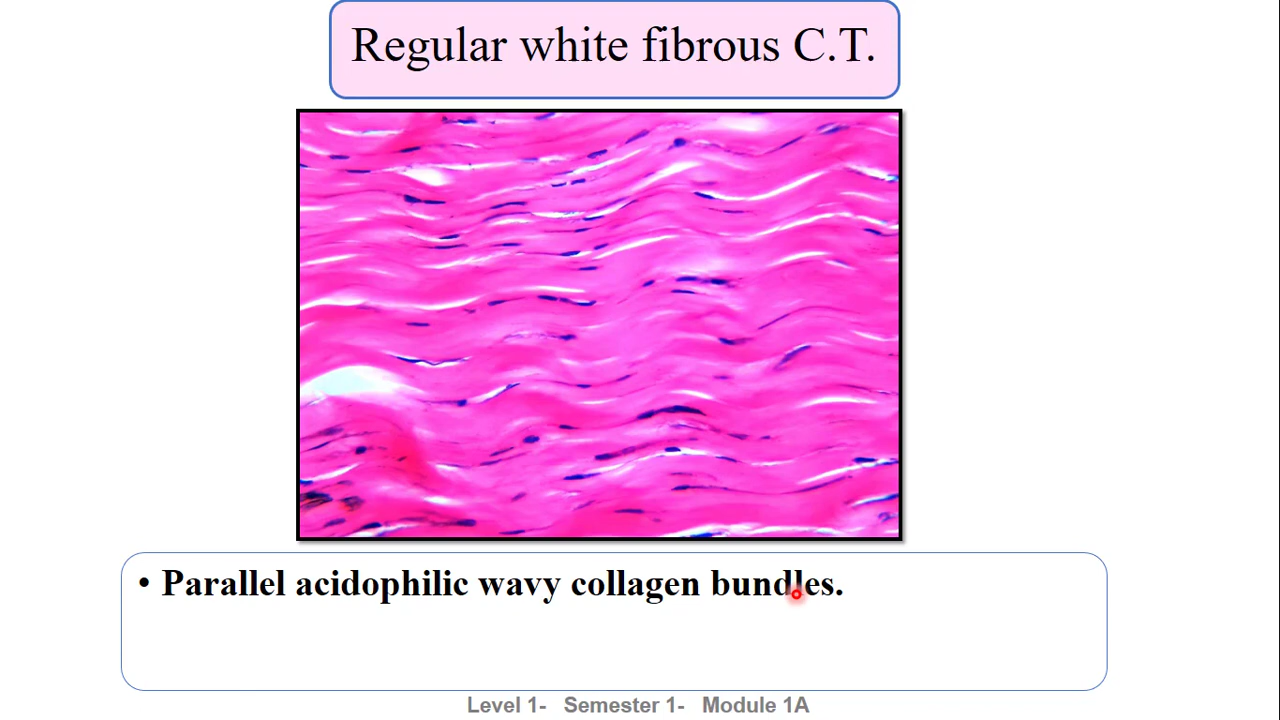 Regular white fibrous C.T.
• Parallel acidophilic wavy collagen bundles.
Level 1- Semester 1- Module 1A